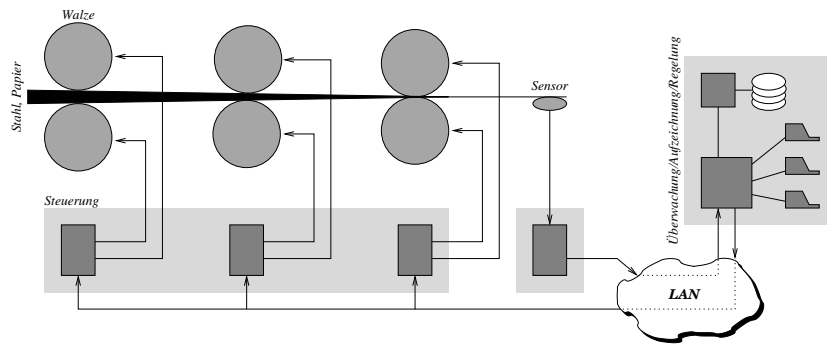 Walze
Stahl, Papier
Sensor
Überwachung/Aufzeichnung/Regelung
Steuerung
LAN